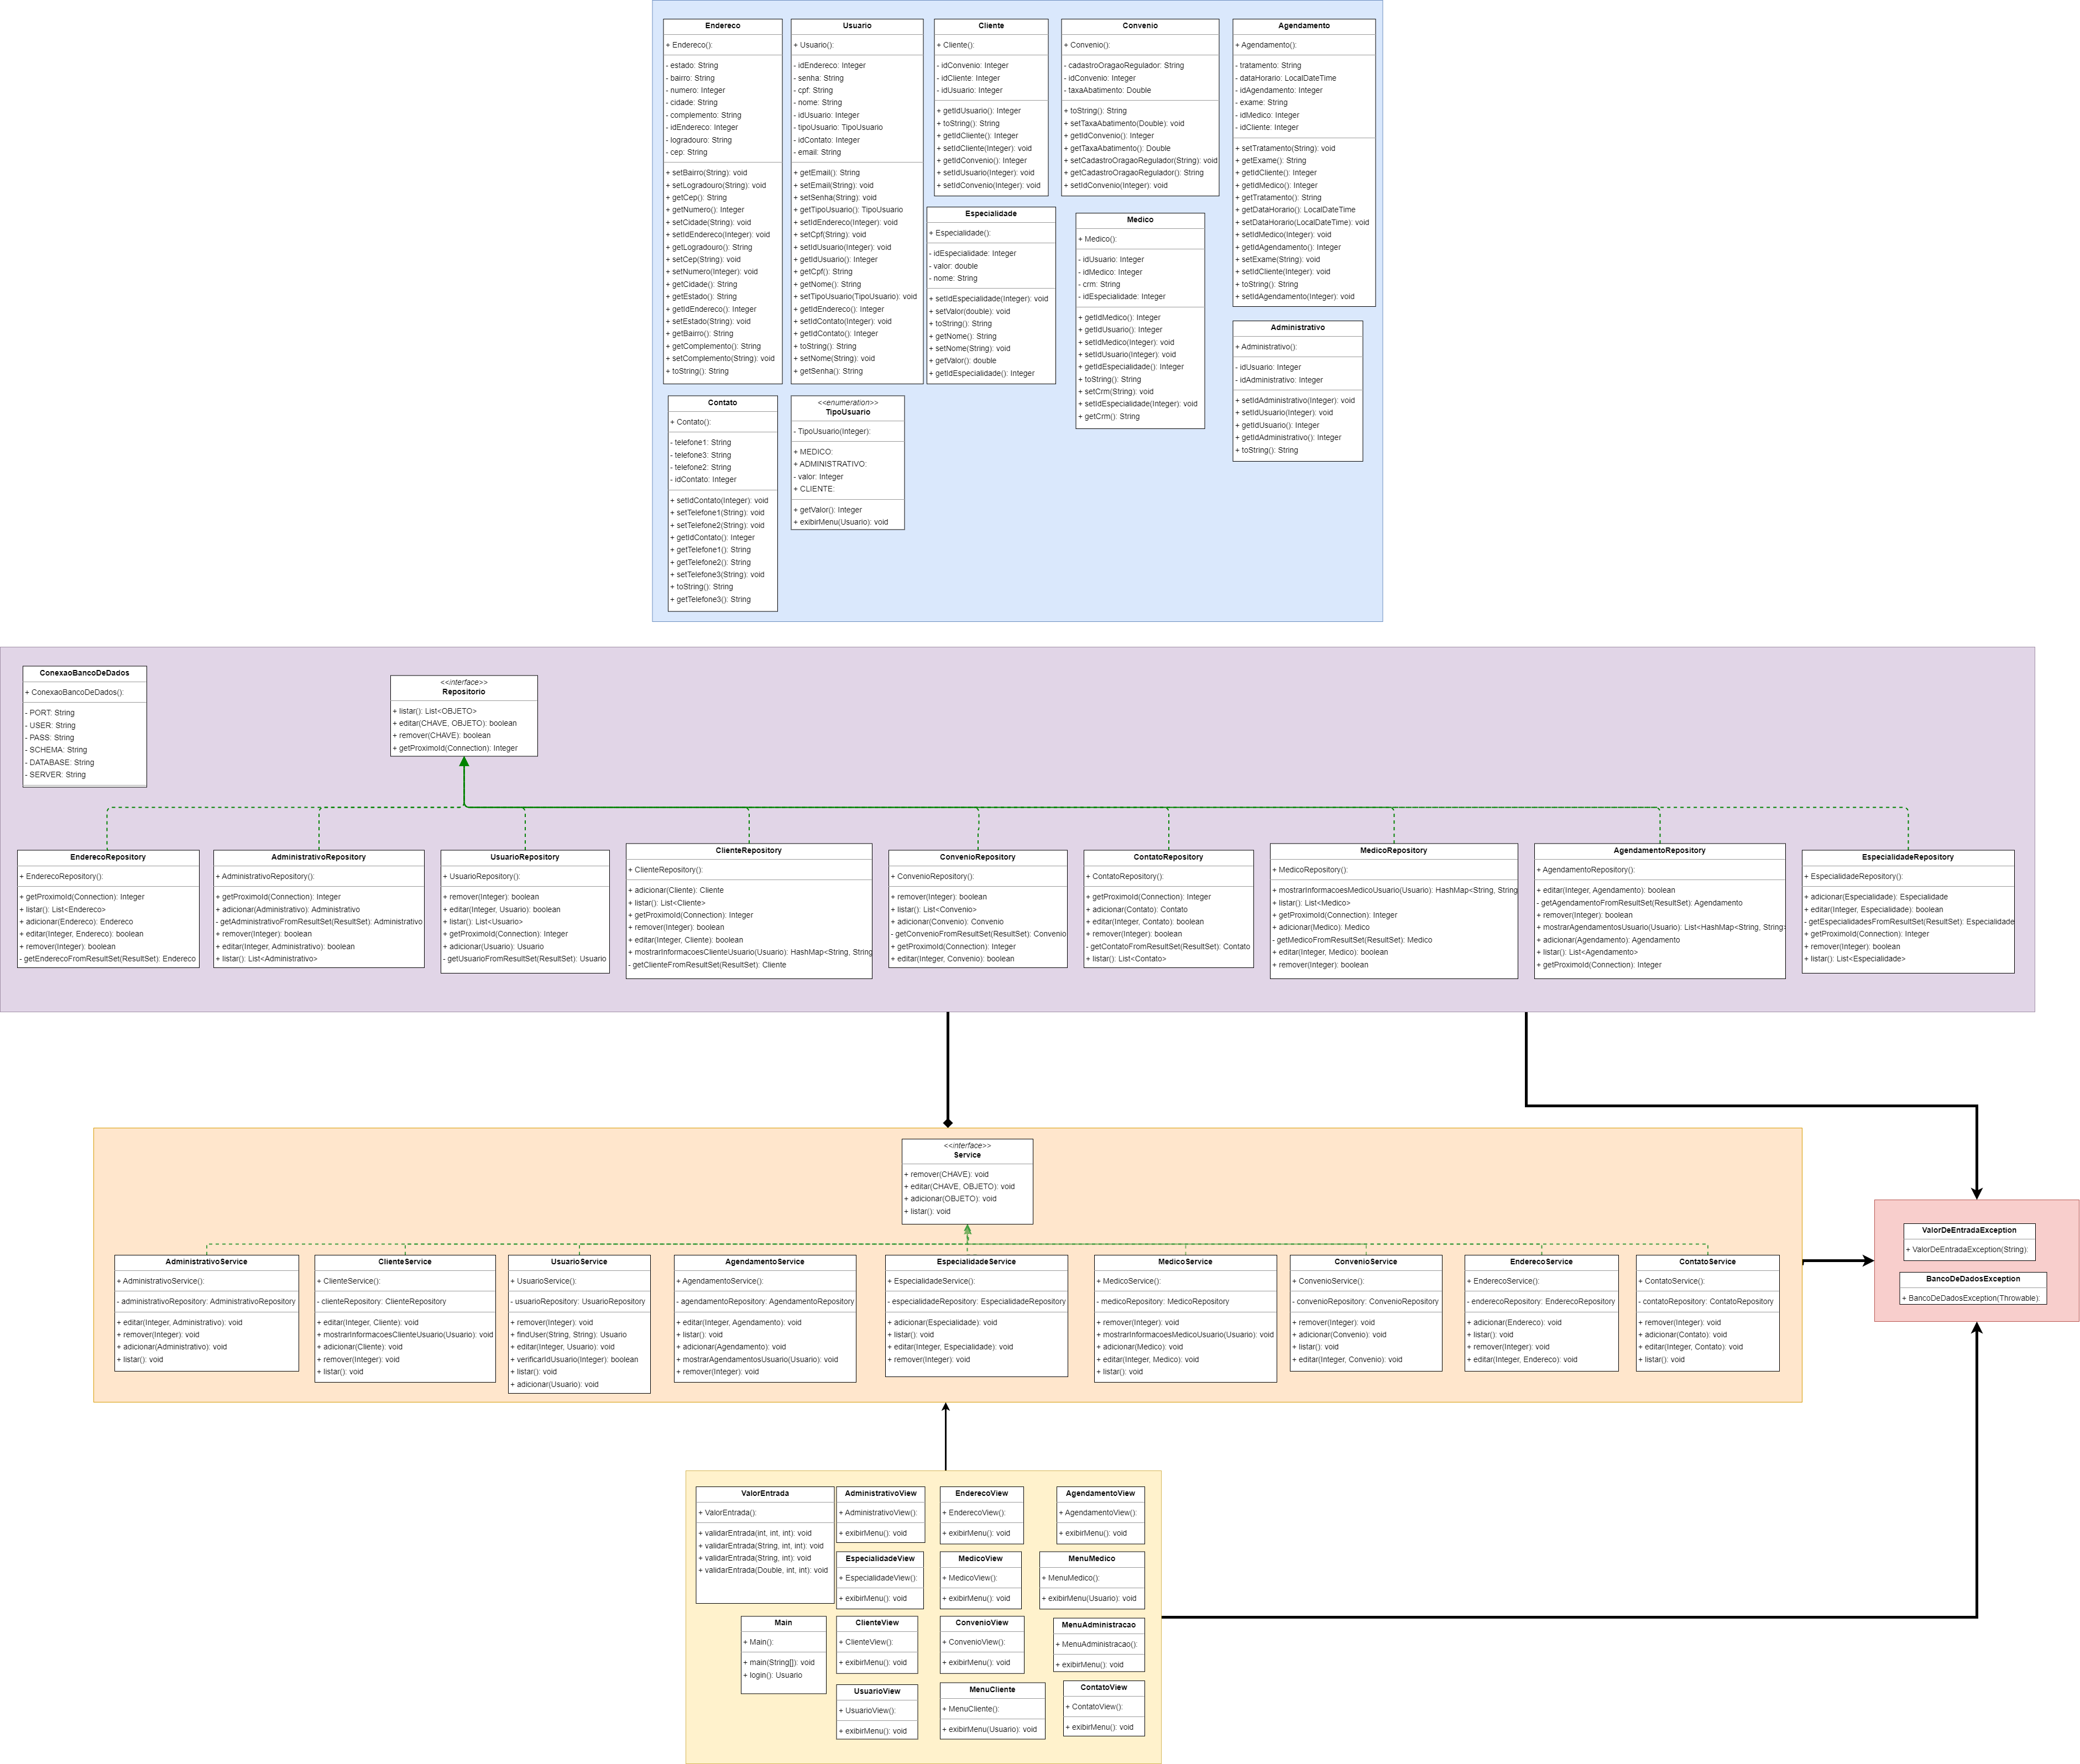 Endereco
+ Endereco():
- estado: String
- bairro: String
- numero: Integer
- cidade: String
- complemento: String
- idEndereco: Integer
- logradouro: String
- cep: String
+ setBairro(String): void
+ setLogradouro(String): void
+ getCep(): String
+ getNumero(): Integer
+ setCidade(String): void
+ setIdEndereco(Integer): void
+ getLogradouro(): String
+ setCep(String): void
+ setNumero(Integer): void
+ getCidade(): String
+ getEstado(): String
+ getIdEndereco(): Integer
+ setEstado(String): void
+ getBairro(): String
+ getComplemento(): String
+ setComplemento(String): void
+ toString(): String
Usuario
+ Usuario():
- idEndereco: Integer
- senha: String
- cpf: String
- nome: String
- idUsuario: Integer
- tipoUsuario: TipoUsuario
- idContato: Integer
- email: String
+ getEmail(): String
+ setEmail(String): void
+ setSenha(String): void
+ getTipoUsuario(): TipoUsuario
+ setIdEndereco(Integer): void
+ setCpf(String): void
+ setIdUsuario(Integer): void
+ getIdUsuario(): Integer
+ getCpf(): String
+ getNome(): String
+ setTipoUsuario(TipoUsuario): void
+ getIdEndereco(): Integer
+ setIdContato(Integer): void
+ getIdContato(): Integer
+ toString(): String
+ setNome(String): void
+ getSenha(): String
Cliente
+ Cliente():
- idConvenio: Integer
- idCliente: Integer
- idUsuario: Integer
+ getIdUsuario(): Integer
+ toString(): String
+ getIdCliente(): Integer
+ setIdCliente(Integer): void
+ getIdConvenio(): Integer
+ setIdUsuario(Integer): void
+ setIdConvenio(Integer): void
Convenio
+ Convenio():
- cadastroOragaoRegulador: String
- idConvenio: Integer
- taxaAbatimento: Double
+ toString(): String
+ setTaxaAbatimento(Double): void
+ getIdConvenio(): Integer
+ getTaxaAbatimento(): Double
+ setCadastroOragaoRegulador(String): void
+ getCadastroOragaoRegulador(): String
+ setIdConvenio(Integer): void
Agendamento
+ Agendamento():
- tratamento: String
- dataHorario: LocalDateTime
- idAgendamento: Integer
- exame: String
- idMedico: Integer
- idCliente: Integer
+ setTratamento(String): void
+ getExame(): String
+ getIdCliente(): Integer
+ getIdMedico(): Integer
+ getTratamento(): String
+ getDataHorario(): LocalDateTime
+ setDataHorario(LocalDateTime): void
+ setIdMedico(Integer): void
+ getIdAgendamento(): Integer
+ setExame(String): void
+ setIdCliente(Integer): void
+ toString(): String
+ setIdAgendamento(Integer): void
Especialidade
+ Especialidade():
- idEspecialidade: Integer
- valor: double
- nome: String
+ setIdEspecialidade(Integer): void
+ setValor(double): void
+ toString(): String
+ getNome(): String
+ setNome(String): void
+ getValor(): double
+ getIdEspecialidade(): Integer
Medico
+ Medico():
- idUsuario: Integer
- idMedico: Integer
- crm: String
- idEspecialidade: Integer
+ getIdMedico(): Integer
+ getIdUsuario(): Integer
+ setIdMedico(Integer): void
+ setIdUsuario(Integer): void
+ getIdEspecialidade(): Integer
+ toString(): String
+ setCrm(String): void
+ setIdEspecialidade(Integer): void
+ getCrm(): String
Administrativo
+ Administrativo():
- idUsuario: Integer
- idAdministrativo: Integer
+ setIdAdministrativo(Integer): void
+ setIdUsuario(Integer): void
+ getIdUsuario(): Integer
+ getIdAdministrativo(): Integer
+ toString(): String
Contato
+ Contato():
- telefone1: String
- telefone3: String
- telefone2: String
- idContato: Integer
+ setIdContato(Integer): void
+ setTelefone1(String): void
+ setTelefone2(String): void
+ getIdContato(): Integer
+ getTelefone1(): String
+ getTelefone2(): String
+ setTelefone3(String): void
+ toString(): String
+ getTelefone3(): String
<<enumeration>>
TipoUsuario
- TipoUsuario(Integer):
+ MEDICO:
+ ADMINISTRATIVO:
- valor: Integer
+ CLIENTE:
+ getValor(): Integer
+ exibirMenu(Usuario): void
ConexaoBancoDeDados
+ ConexaoBancoDeDados():
- PORT: String
- USER: String
- PASS: String
- SCHEMA: String
- DATABASE: String
- SERVER: String
<<interface>>
Repositorio
+ listar(): List<OBJETO>
+ editar(CHAVE, OBJETO): boolean
+ remover(CHAVE): boolean
+ getProximoId(Connection): Integer
EnderecoRepository
+ EnderecoRepository():
+ getProximoId(Connection): Integer
+ listar(): List<Endereco>
+ adicionar(Endereco): Endereco
+ editar(Integer, Endereco): boolean
+ remover(Integer): boolean
- getEnderecoFromResultSet(ResultSet): Endereco
AdministrativoRepository
+ AdministrativoRepository():
+ getProximoId(Connection): Integer
+ adicionar(Administrativo): Administrativo
- getAdministrativoFromResultSet(ResultSet): Administrativo
+ remover(Integer): boolean
+ editar(Integer, Administrativo): boolean
+ listar(): List<Administrativo>
UsuarioRepository
+ UsuarioRepository():
+ remover(Integer): boolean
+ editar(Integer, Usuario): boolean
+ listar(): List<Usuario>
+ getProximoId(Connection): Integer
+ adicionar(Usuario): Usuario
- getUsuarioFromResultSet(ResultSet): Usuario
ClienteRepository
+ ClienteRepository():
+ adicionar(Cliente): Cliente
+ listar(): List<Cliente>
+ getProximoId(Connection): Integer
+ remover(Integer): boolean
+ editar(Integer, Cliente): boolean
+ mostrarInformacoesClienteUsuario(Usuario): HashMap<String, String
- getClienteFromResultSet(ResultSet): Cliente
ConvenioRepository
+ ConvenioRepository():
+ remover(Integer): boolean
+ listar(): List<Convenio>
+ adicionar(Convenio): Convenio
- getConvenioFromResultSet(ResultSet): Convenio
+ getProximoId(Connection): Integer
+ editar(Integer, Convenio): boolean
ContatoRepository
+ ContatoRepository():
+ getProximoId(Connection): Integer
+ adicionar(Contato): Contato
+ editar(Integer, Contato): boolean
+ remover(Integer): boolean
- getContatoFromResultSet(ResultSet): Contato
+ listar(): List<Contato>
MedicoRepository
+ MedicoRepository():
+ mostrarInformacoesMedicoUsuario(Usuario): HashMap<String, String
+ listar(): List<Medico>
+ getProximoId(Connection): Integer
+ adicionar(Medico): Medico
- getMedicoFromResultSet(ResultSet): Medico
+ editar(Integer, Medico): boolean
+ remover(Integer): boolean
AgendamentoRepository
+ AgendamentoRepository():
+ editar(Integer, Agendamento): boolean
- getAgendamentoFromResultSet(ResultSet): Agendamento
+ remover(Integer): boolean
+ mostrarAgendamentosUsuario(Usuario): List<HashMap<String, String>
+ adicionar(Agendamento): Agendamento
+ listar(): List<Agendamento>
+ getProximoId(Connection): Integer
EspecialidadeRepository
+ EspecialidadeRepository():
+ adicionar(Especialidade): Especialidade
+ editar(Integer, Especialidade): boolean
- getEspecialidadesFromResultSet(ResultSet): Especialidade
+ getProximoId(Connection): Integer
+ remover(Integer): boolean
+ listar(): List<Especialidade>
<<interface>>
Service
+ remover(CHAVE): void
+ editar(CHAVE, OBJETO): void
+ adicionar(OBJETO): void
+ listar(): void
AdministrativoService
+ AdministrativoService():
- administrativoRepository: AdministrativoRepository
+ editar(Integer, Administrativo): void
+ remover(Integer): void
+ adicionar(Administrativo): void
+ listar(): void
ClienteService
+ ClienteService():
- clienteRepository: ClienteRepository
+ editar(Integer, Cliente): void
+ mostrarInformacoesClienteUsuario(Usuario): void
+ adicionar(Cliente): void
+ remover(Integer): void
+ listar(): void
UsuarioService
+ UsuarioService():
- usuarioRepository: UsuarioRepository
+ remover(Integer): void
+ findUser(String, String): Usuario
+ editar(Integer, Usuario): void
+ verificarIdUsuario(Integer): boolean
+ listar(): void
+ adicionar(Usuario): void
AgendamentoService
+ AgendamentoService():
- agendamentoRepository: AgendamentoRepository
+ editar(Integer, Agendamento): void
+ listar(): void
+ adicionar(Agendamento): void
+ mostrarAgendamentosUsuario(Usuario): void
+ remover(Integer): void
EspecialidadeService
+ EspecialidadeService():
- especialidadeRepository: EspecialidadeRepository
+ adicionar(Especialidade): void
+ listar(): void
+ editar(Integer, Especialidade): void
+ remover(Integer): void
MedicoService
+ MedicoService():
- medicoRepository: MedicoRepository
+ remover(Integer): void
+ mostrarInformacoesMedicoUsuario(Usuario): void
+ adicionar(Medico): void
+ editar(Integer, Medico): void
+ listar(): void
ConvenioService
+ ConvenioService():
- convenioRepository: ConvenioRepository
+ remover(Integer): void
+ adicionar(Convenio): void
+ listar(): void
+ editar(Integer, Convenio): void
EnderecoService
+ EnderecoService():
- enderecoRepository: EnderecoRepository
+ adicionar(Endereco): void
+ listar(): void
+ remover(Integer): void
+ editar(Integer, Endereco): void
ContatoService
+ ContatoService():
- contatoRepository: ContatoRepository
+ remover(Integer): void
+ adicionar(Contato): void
+ editar(Integer, Contato): void
+ listar(): void
ValorDeEntradaException
+ ValorDeEntradaException(String):
BancoDeDadosException
+ BancoDeDadosException(Throwable):
ValorEntrada
+ ValorEntrada():
+ validarEntrada(int, int, int): void
+ validarEntrada(String, int, int): void
+ validarEntrada(String, int): void
+ validarEntrada(Double, int, int): void
AdministrativoView
+ AdministrativoView():
+ exibirMenu(): void
EnderecoView
+ EnderecoView():
+ exibirMenu(): void
AgendamentoView
+ AgendamentoView():
+ exibirMenu(): void
EspecialidadeView
+ EspecialidadeView():
+ exibirMenu(): void
MedicoView
+ MedicoView():
+ exibirMenu(): void
MenuMedico
+ MenuMedico():
+ exibirMenu(Usuario): void
Main
+ Main():
+ main(String[]): void
+ login(): Usuario
ClienteView
+ ClienteView():
+ exibirMenu(): void
ConvenioView
+ ConvenioView():
+ exibirMenu(): void
MenuAdministracao
+ MenuAdministracao():
+ exibirMenu(): void
UsuarioView
+ UsuarioView():
+ exibirMenu(): void
MenuCliente
+ MenuCliente():
+ exibirMenu(Usuario): void
ContatoView
+ ContatoView():
+ exibirMenu(): void